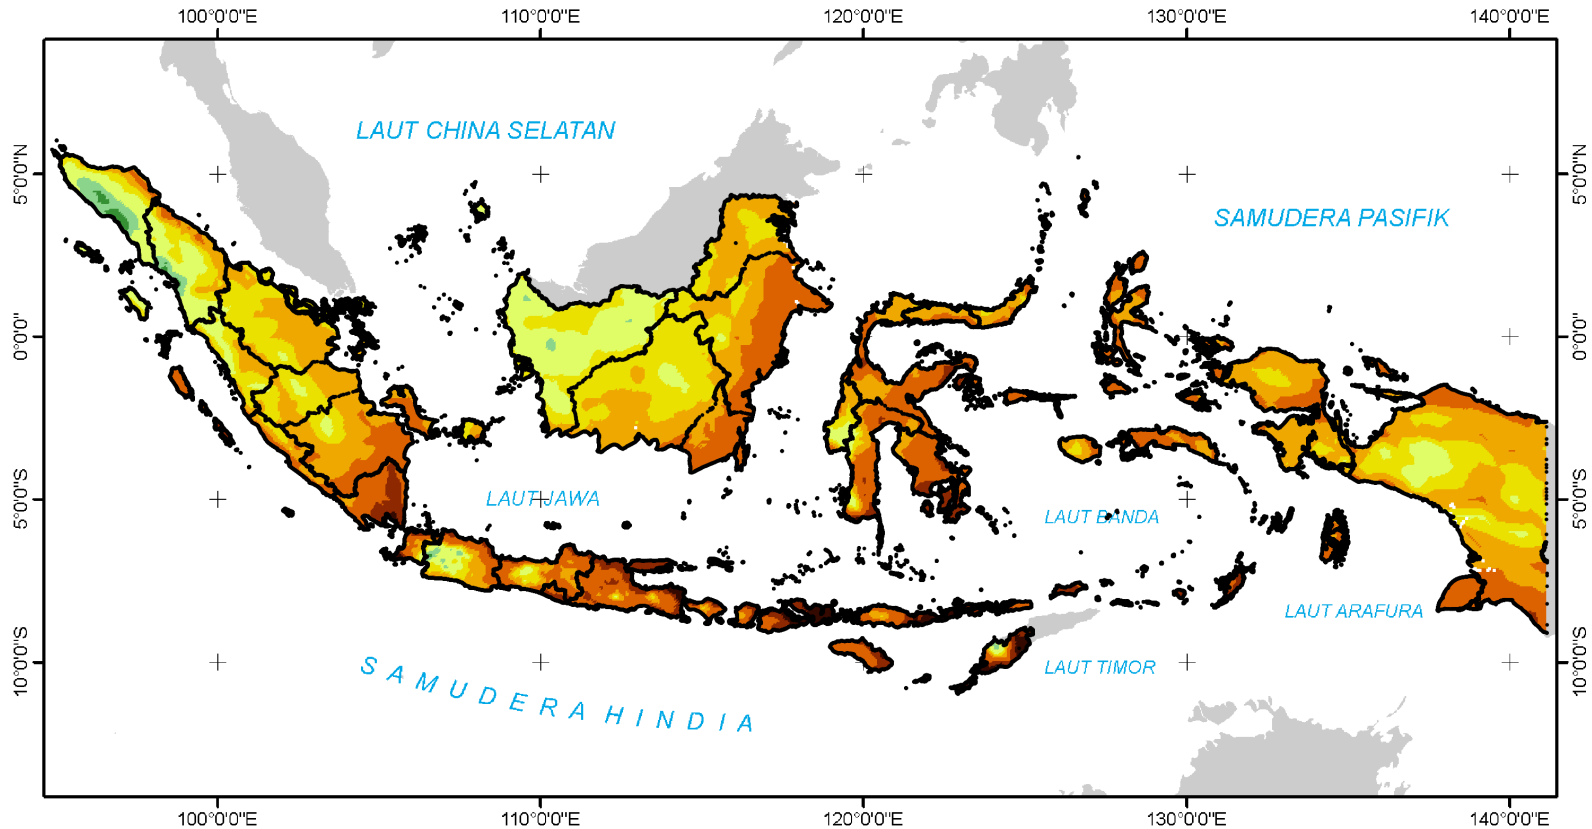 100°0'0"E 110°0'0"E 120°0'0"E 130°0'0"E 140°0'0"E
LAUT CHINA SELATAN
5°0'0"N 5°0'0"N
SAMUDERA PASIFIK
0°0'0" 0°0'0"
5°0'0"S 5°0'0"S
LAUT JAWA
LAUT BANDA
LAUT ARAFURA
10°0'0"S 10°0'0"S
LAUT TIMOR
SAMUDERA HINDIA
100°0'0"E 110°0'0"E 120°0'0"E 130°0'0"E 140°0'0"E